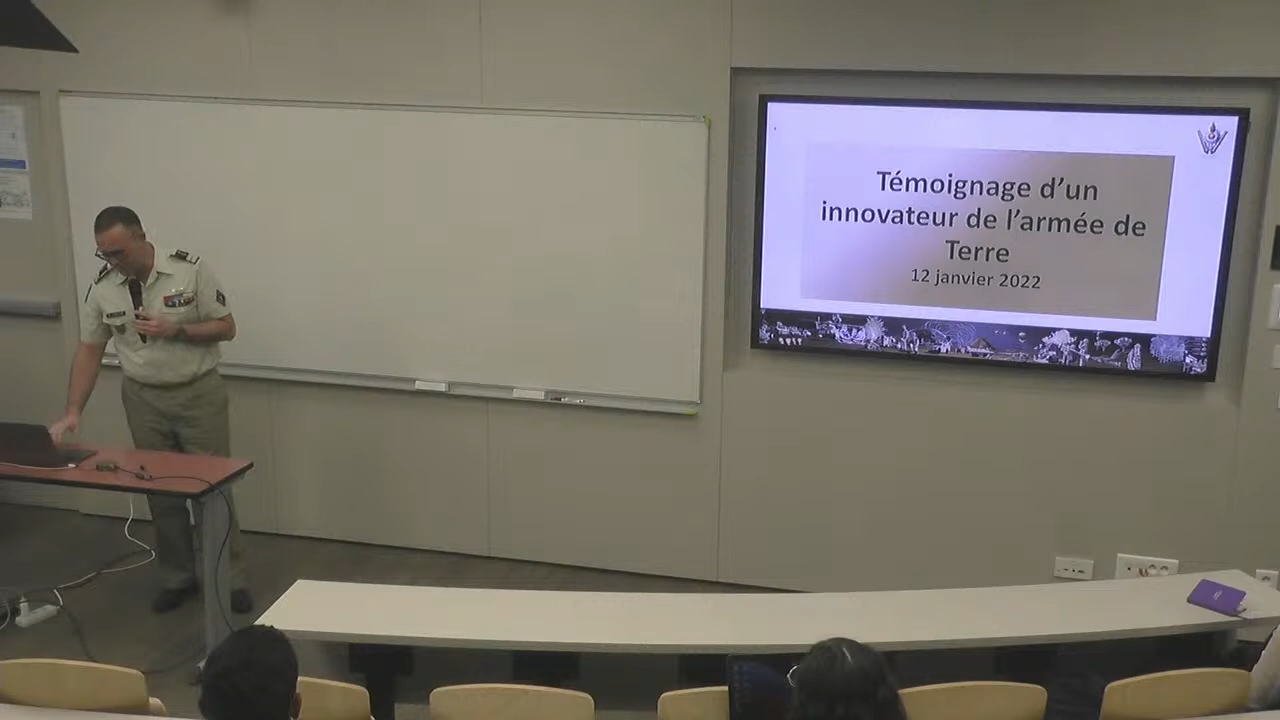 Témoignage d'un
innovateur de l'armée de
Terre
12 janvier 2022